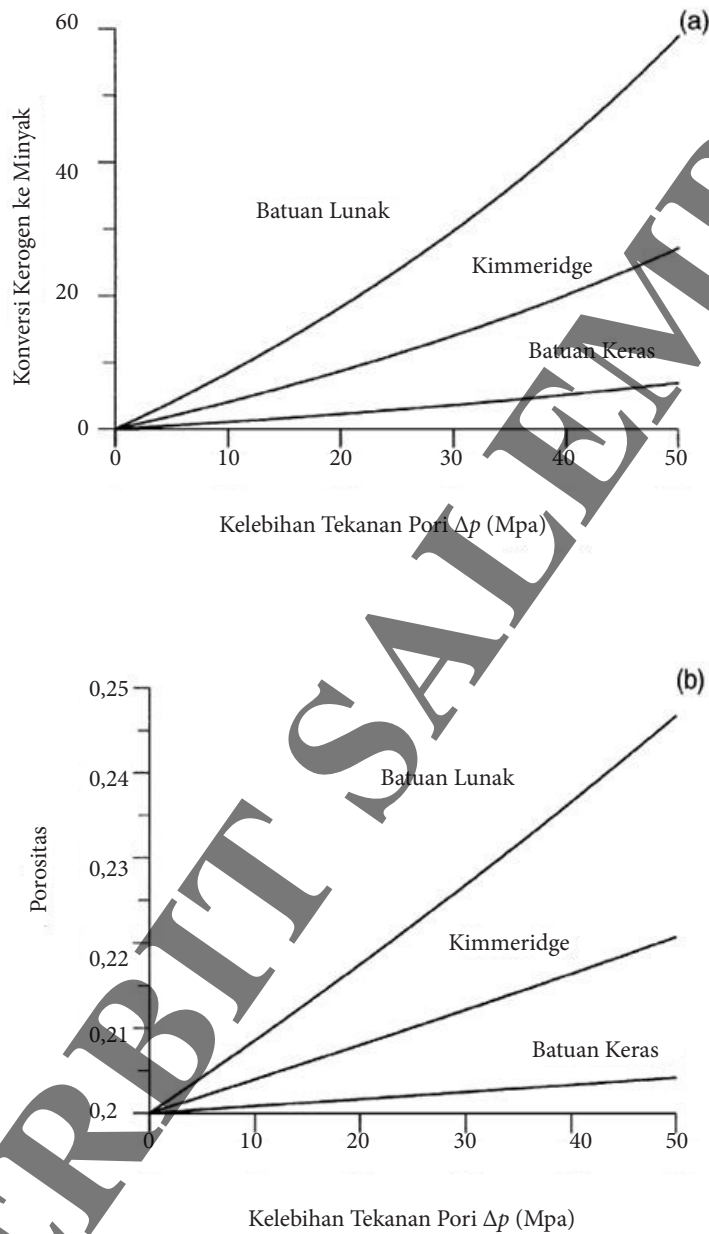 (a)
60
40
20
0
Konversi Kerogen ke Minyak
Batuan Lunak
Kimmeridge
Batuan Keras
0 10 20 30 40 50
Kelebihan Tekanan Pori Δp (Mpa)
(b)
0,25
0,24
0,23
0,22
0,21
0,2
Porositas
Batuan Lunak
Kimmeridge
Batuan Keras
0 10 20 30 40 50
Kelebihan Tekanan Pori Δp (Mpa)
ERBIT SALEM